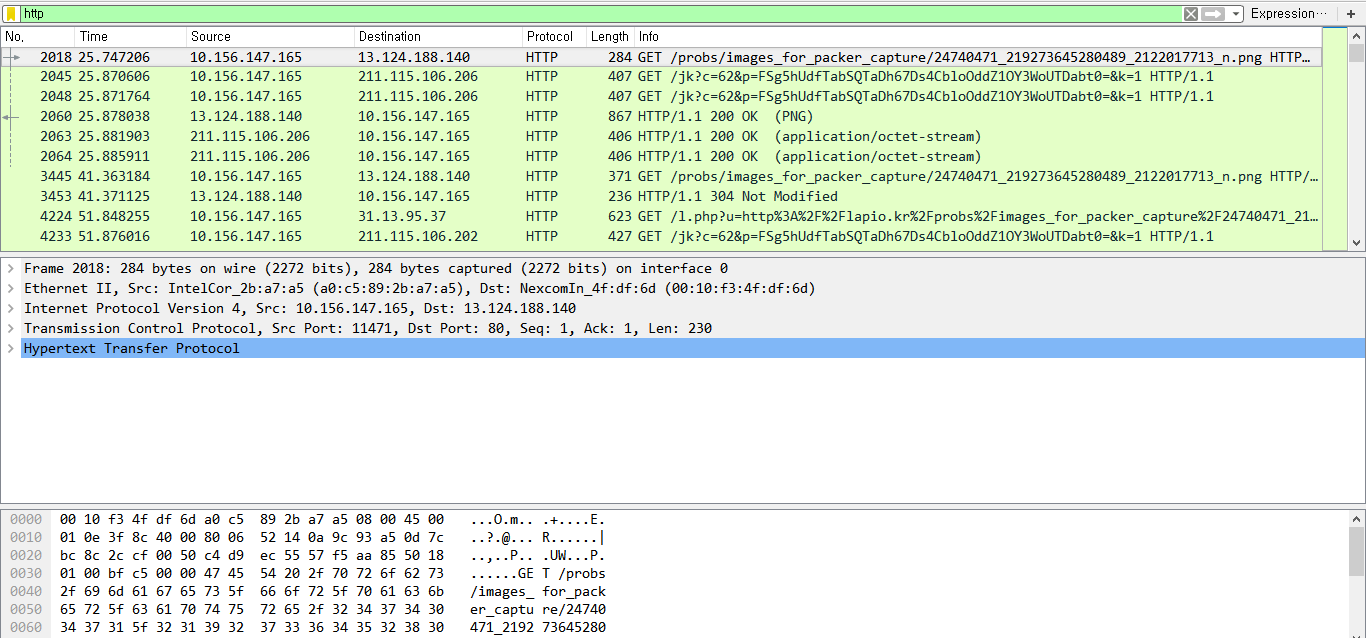 http Expression… +
No. Time Source Destination Protocol Length Info
2018 25.747206 10.156.147.165 13.124.188.140 HTTP 284 GET /probs/images_for_packer_capture/24740471_219273645280489_2122017713_n.png HTTP…
2045 25.870606 10.156.147.165 211.115.106.206 HTTP 407 GET /jk?c=62&p=FSg5hUdfTabSQTaDh67Ds4CbloOddZ1OY3WoUTDabt0=&k=1 HTTP/1.1
2048 25.871764 10.156.147.165 211.115.106.206 HTTP 407 GET /jk?c=62&p=FSg5hUdfTabSQTaDh67Ds4CbloOddZ1OY3WoUTDabt0=&k=1 HTTP/1.1
2060 25.878038 13.124.188.140 10.156.147.165 HTTP 867 HTTP/1.1 200 OK (PNG)
2063 25.881903 211.115.106.206 10.156.147.165 HTTP 406 HTTP/1.1 200 OK (application/octet-stream)
2064 25.885911 211.115.106.206 10.156.147.165 HTTP 406 HTTP/1.1 200 OK (application/octet-stream)
3445 41.363184 10.156.147.165 13.124.188.140 HTTP 371 GET /probs/images_for_packer_capture/24740471_219273645280489_2122017713_n.png HTTP/…
3453 41.371125 13.124.188.140 10.156.147.165 HTTP 236 HTTP/1.1 304 Not Modified
4224 51.848255 10.156.147.165 31.13.95.37 HTTP 623 GET /l.php?u=http%3A%2F%2Flapio.kr%2Fprobs%2Fimages_for_packer_capture%2F24740471_21…
4233 51.876016 10.156.147.165 211.115.106.202 HTTP 427 GET /jk?c=62&p=FSg5hUdfTabSQTaDh67Ds4CbloOddZ1OY3WoUTDabt0=&k=1 HTTP/1.1
Frame 2018: 284 bytes on wire (2272 bits), 284 bytes captured (2272 bits) on interface 0
Ethernet II, Src: IntelCor_2b:a7:a5 (a0:c5:89:2b:a7:a5), Dst: NexcomIn_4f:df:6d (00:10:f3:4f:df:6d)
Internet Protocol Version 4, Src: 10.156.147.165, Dst: 13.124.188.140
Transmission Control Protocol, Src Port: 11471, Dst Port: 80, Seq: 1, Ack: 1, Len: 230
Hypertext Transfer Protocol
0000 00 10 f3 4f df 6d a0 c5 89 2b a7 a5 08 00 45 00 ...O.m.. .+....E.
0010 01 0e 3f 8c 40 00 80 06 52 14 0a 9c 93 a5 0d 7c ..?.@... R......|
0020 bc 8c 2c cf 00 50 c4 d9 ec 55 57 f5 aa 85 50 18 ..,..P.. .UW...P.
0030 01 00 bf c5 00 00 47 45 54 20 2f 70 72 6f 62 73 ......GE T /probs
0040 2f 69 6d 61 67 65 73 5f 66 6f 72 5f 70 61 63 6b /images_ for_pack
0050 65 72 5f 63 61 70 74 75 72 65 2f 32 34 37 34 30 er_captu re/24740
0060 34 37 31 5f 32 31 39 32 37 33 36 34 35 32 38 30 471_2192 73645280